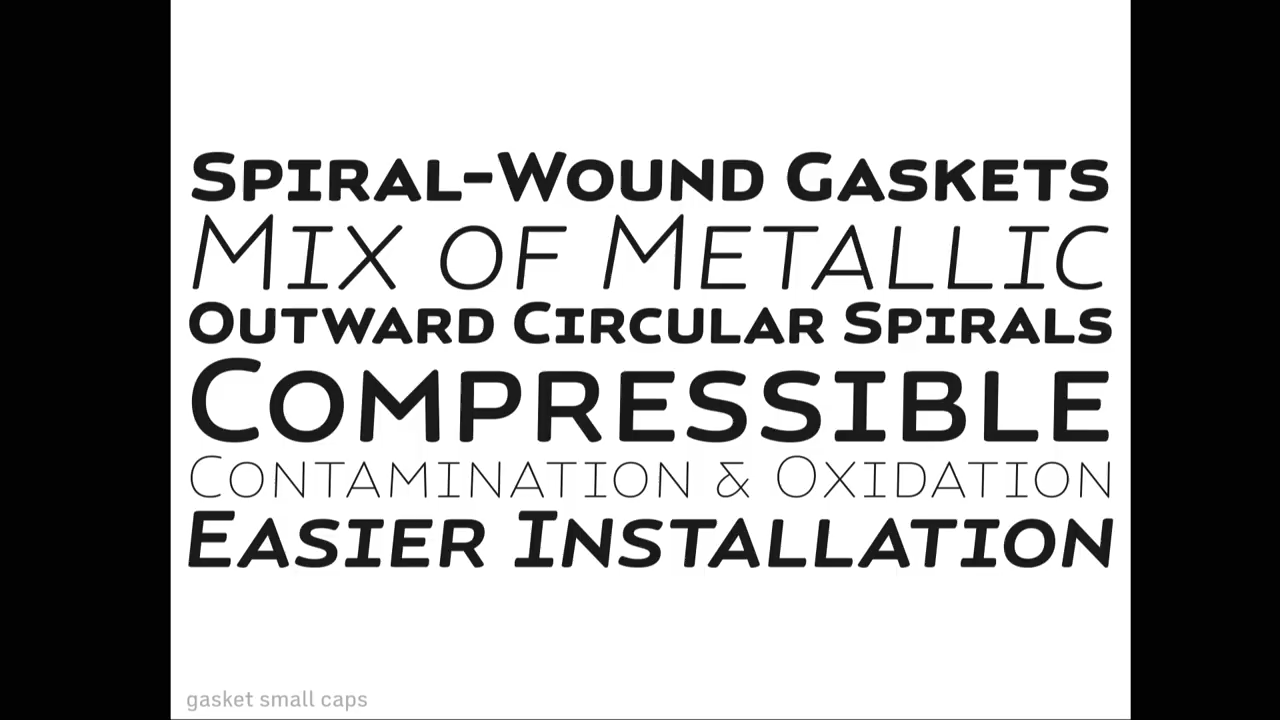 Spiral-Wound Gaskets
Mix of Metallic
Outward Circular Spirals
Compressible
Contamination & Oxidation
Easier Installation
gasket small caps